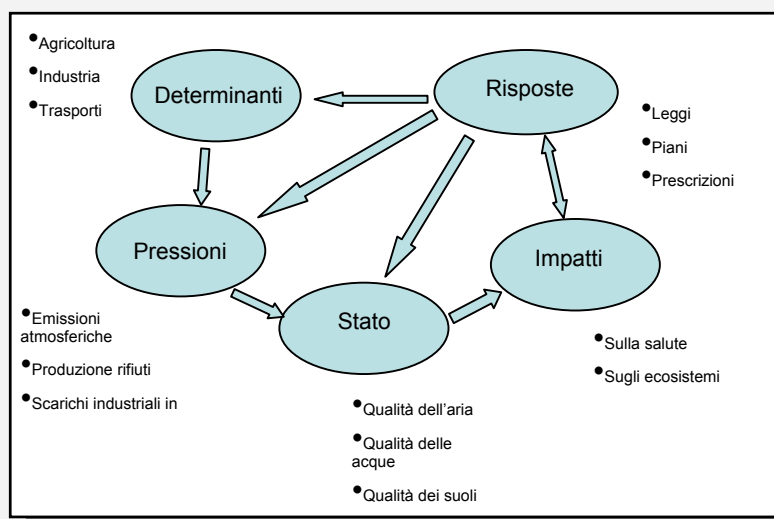 •Agricoltura
•Industria
•Trasporti
Determinanti
Risposte
•Leggi
•Piani
•Prescrizioni
Pressioni
Impatti
Stato
•Emissioni
atmosferiche
•Produzione rifiuti
•Scarichi industriali in
•Sulla salute
•Sugli ecosistemi
•Qualità dell'aria
•Qualità delle
acque
•Qualità dei suoli